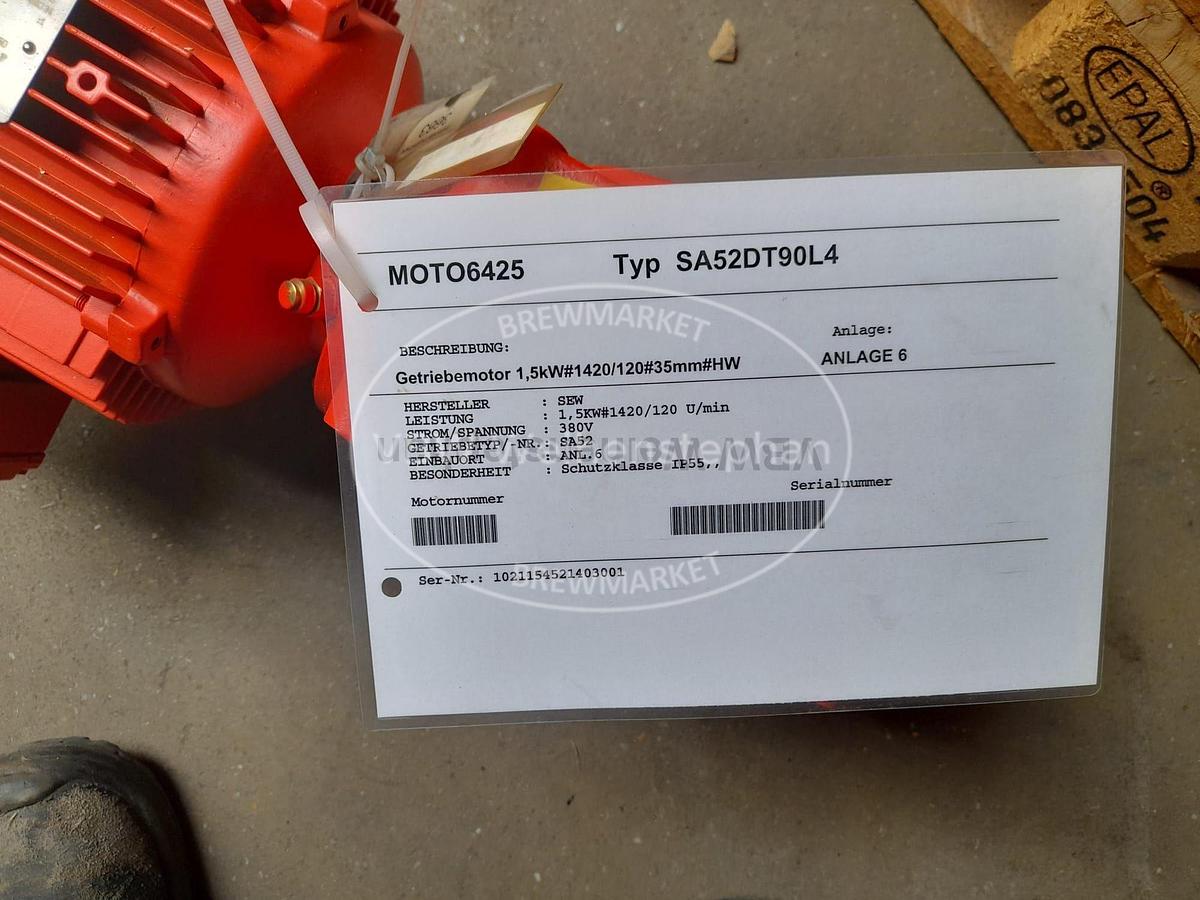 MOTO6425 Typ SA52DT90L4
BESCHREIBUNG:
Anlage:
Getriebemotor 1,5kW#1420/120#35mm#HW
ANLAGE 6
HERSTELLER : SEW
LEISTUNG : 1,5KW#1420/120 U/min
STROM/SPANNUNG : 380V
GETRIEBETYP/-NR.: SA52
EINBAUORT : ANL.6
BESONDERHEIT : Schutzklasse IP55,,
Motornummer
Serialnummer
Ser-Nr.: 1021154521403001
BREWMARKET
BREWMARKET
EPAL
®